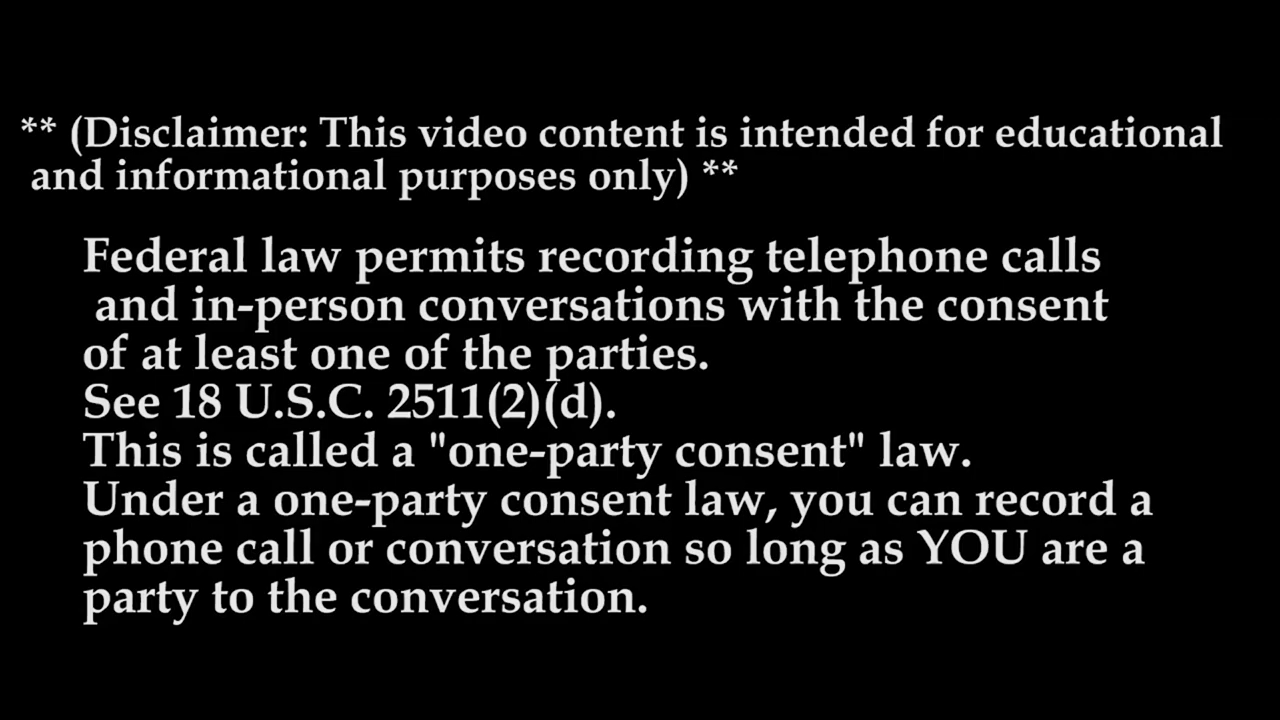 ** (Disclaimer: This video content is intended for educational
and informational purposes only) **
Federal law permits recording telephone calls
and in-person conversations with the consent
of at least one of the parties.
See 18 U.S.C. 2511(2)(d).
This is called a "one-party consent" law.
Under a one-party consent law, you can record a
phone call or conversation so long as YOU are a
party to the conversation.